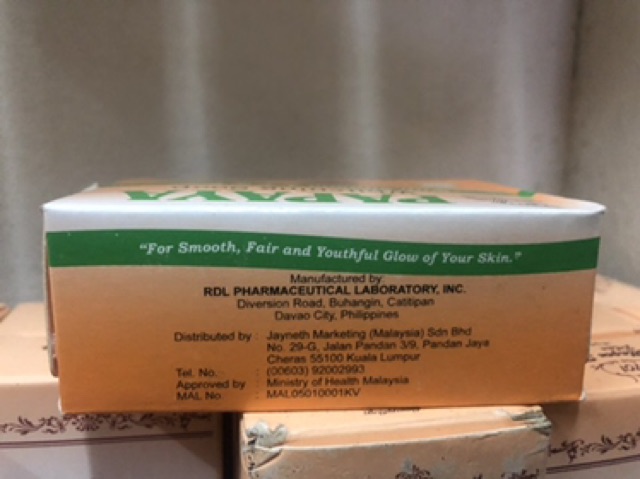 PAPAYA
"For Smooth, Fair and Youthful Glow of Your Skin."
Manufactured by:
RDL PHARMACEUTICAL LABORATORY, INC.
Diversion Road, Buhangin, Catitipan
Davao City, Philippines
Distributed by : Jayneth Marketing (Malaysia) Sdn Bhd
No. 29-G, Jalan Pandan 3/9, Pandan Jaya
Cheras 55100 Kuala Lumpur
Tel. No. : (00603) 92002993
Approved by : Ministry of Health Malaysia
MAL No : MAL05010001KV